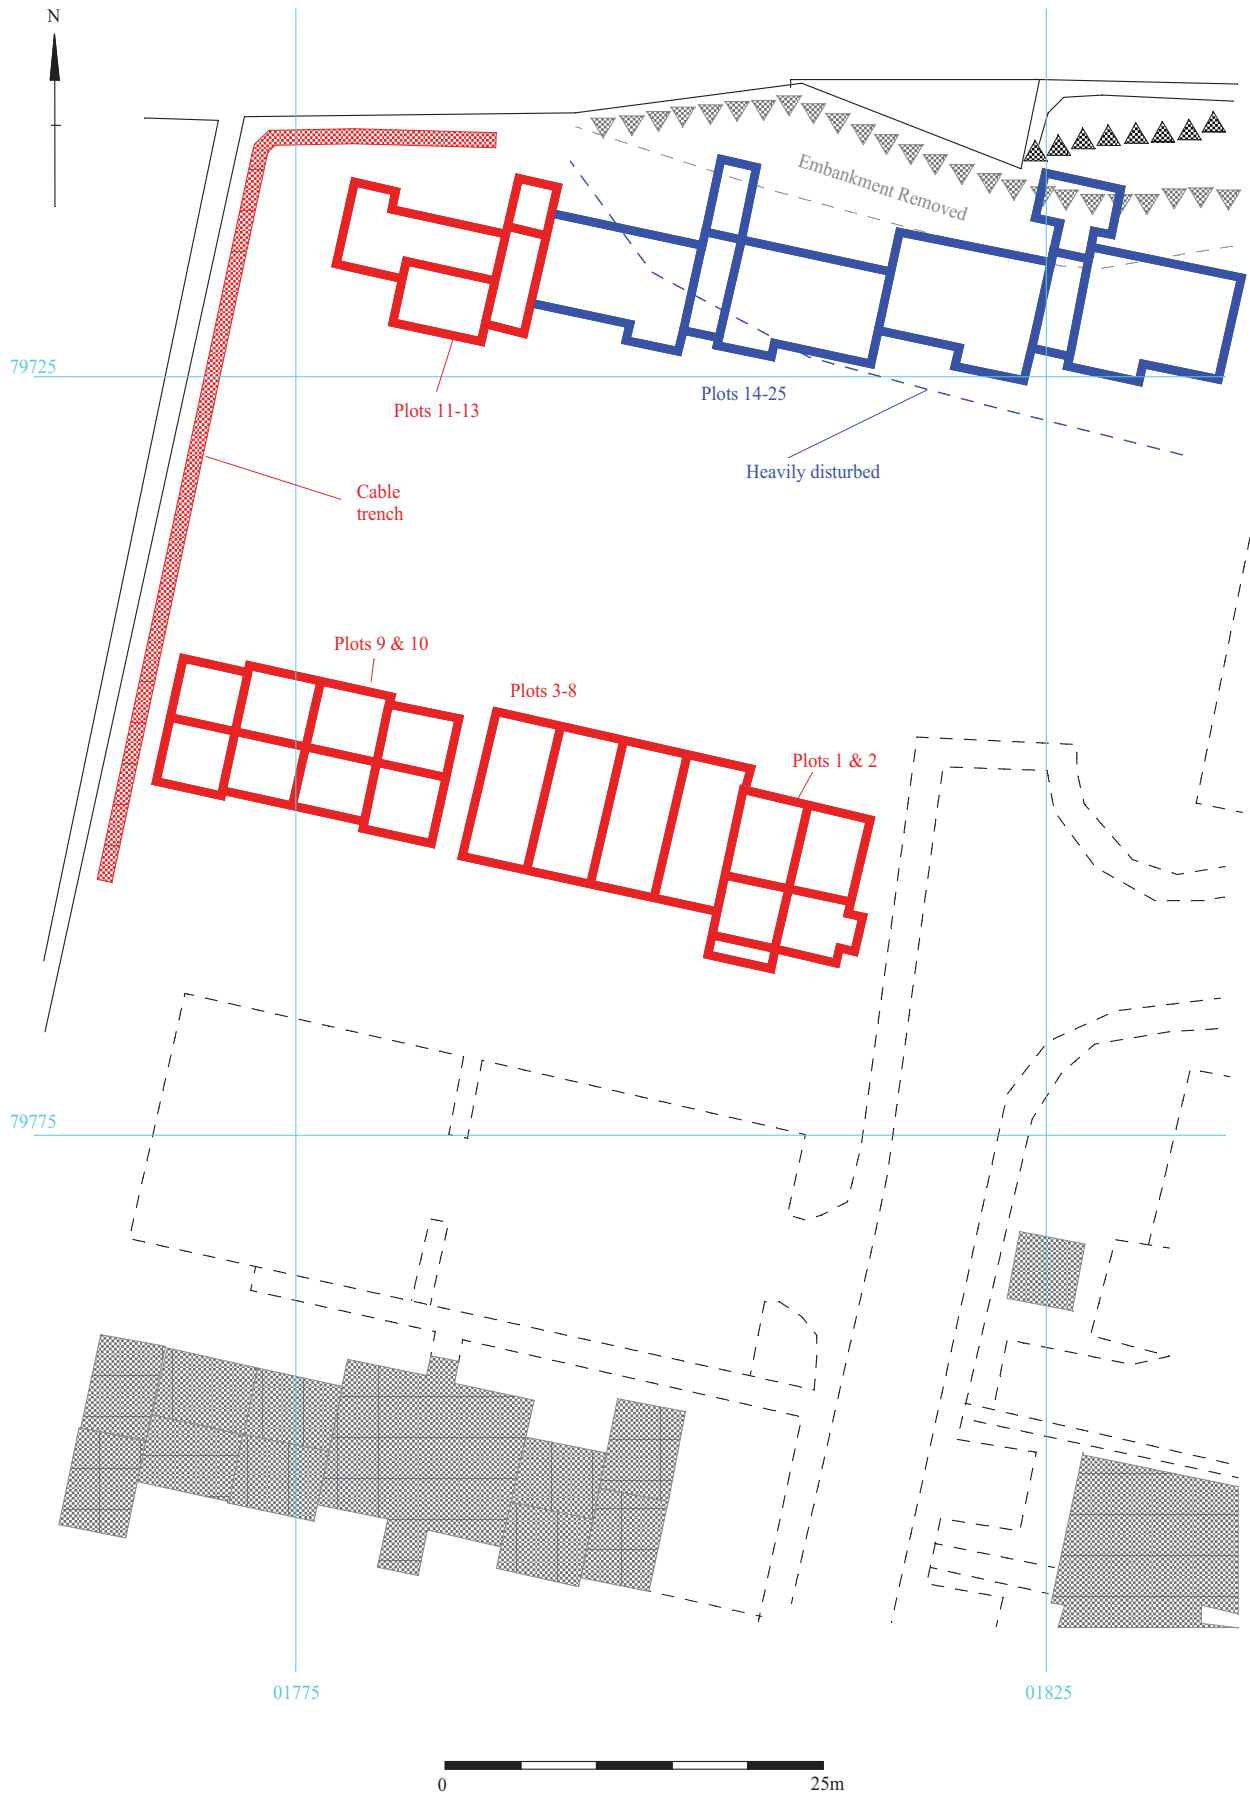 N
Embankment Removed
79725
Plots 14-25
Plots 11-13
Heavily disturbed
Cable
trench
Plots 9 & 10
Plots 3-8
Plots 1 & 2
79775
01775
01825
0
25m